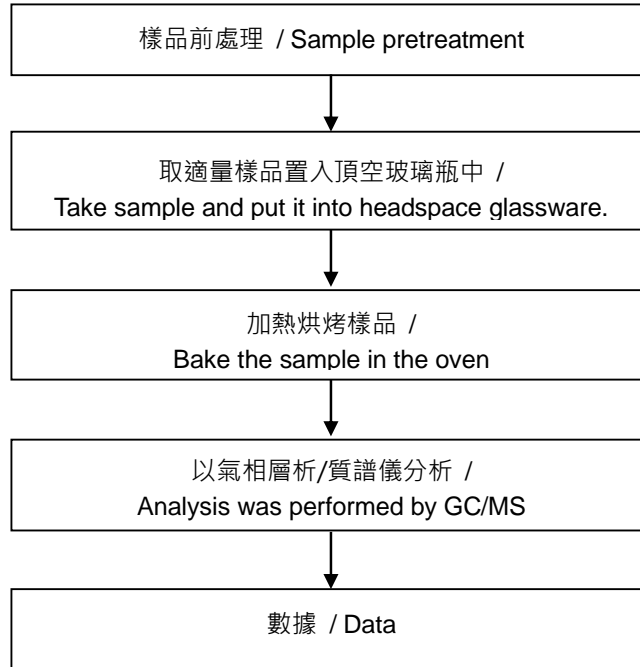 樣品前處理 / Sample pretreatment
取適量樣品置入頂空玻璃瓶中 /
Take sample and put it into headspace glassware.
加熱烘烤樣品 /
Bake the sample in the oven
以氣相層析/質譜儀分析 /
Analysis was performed by GC/MS
數據 / Data